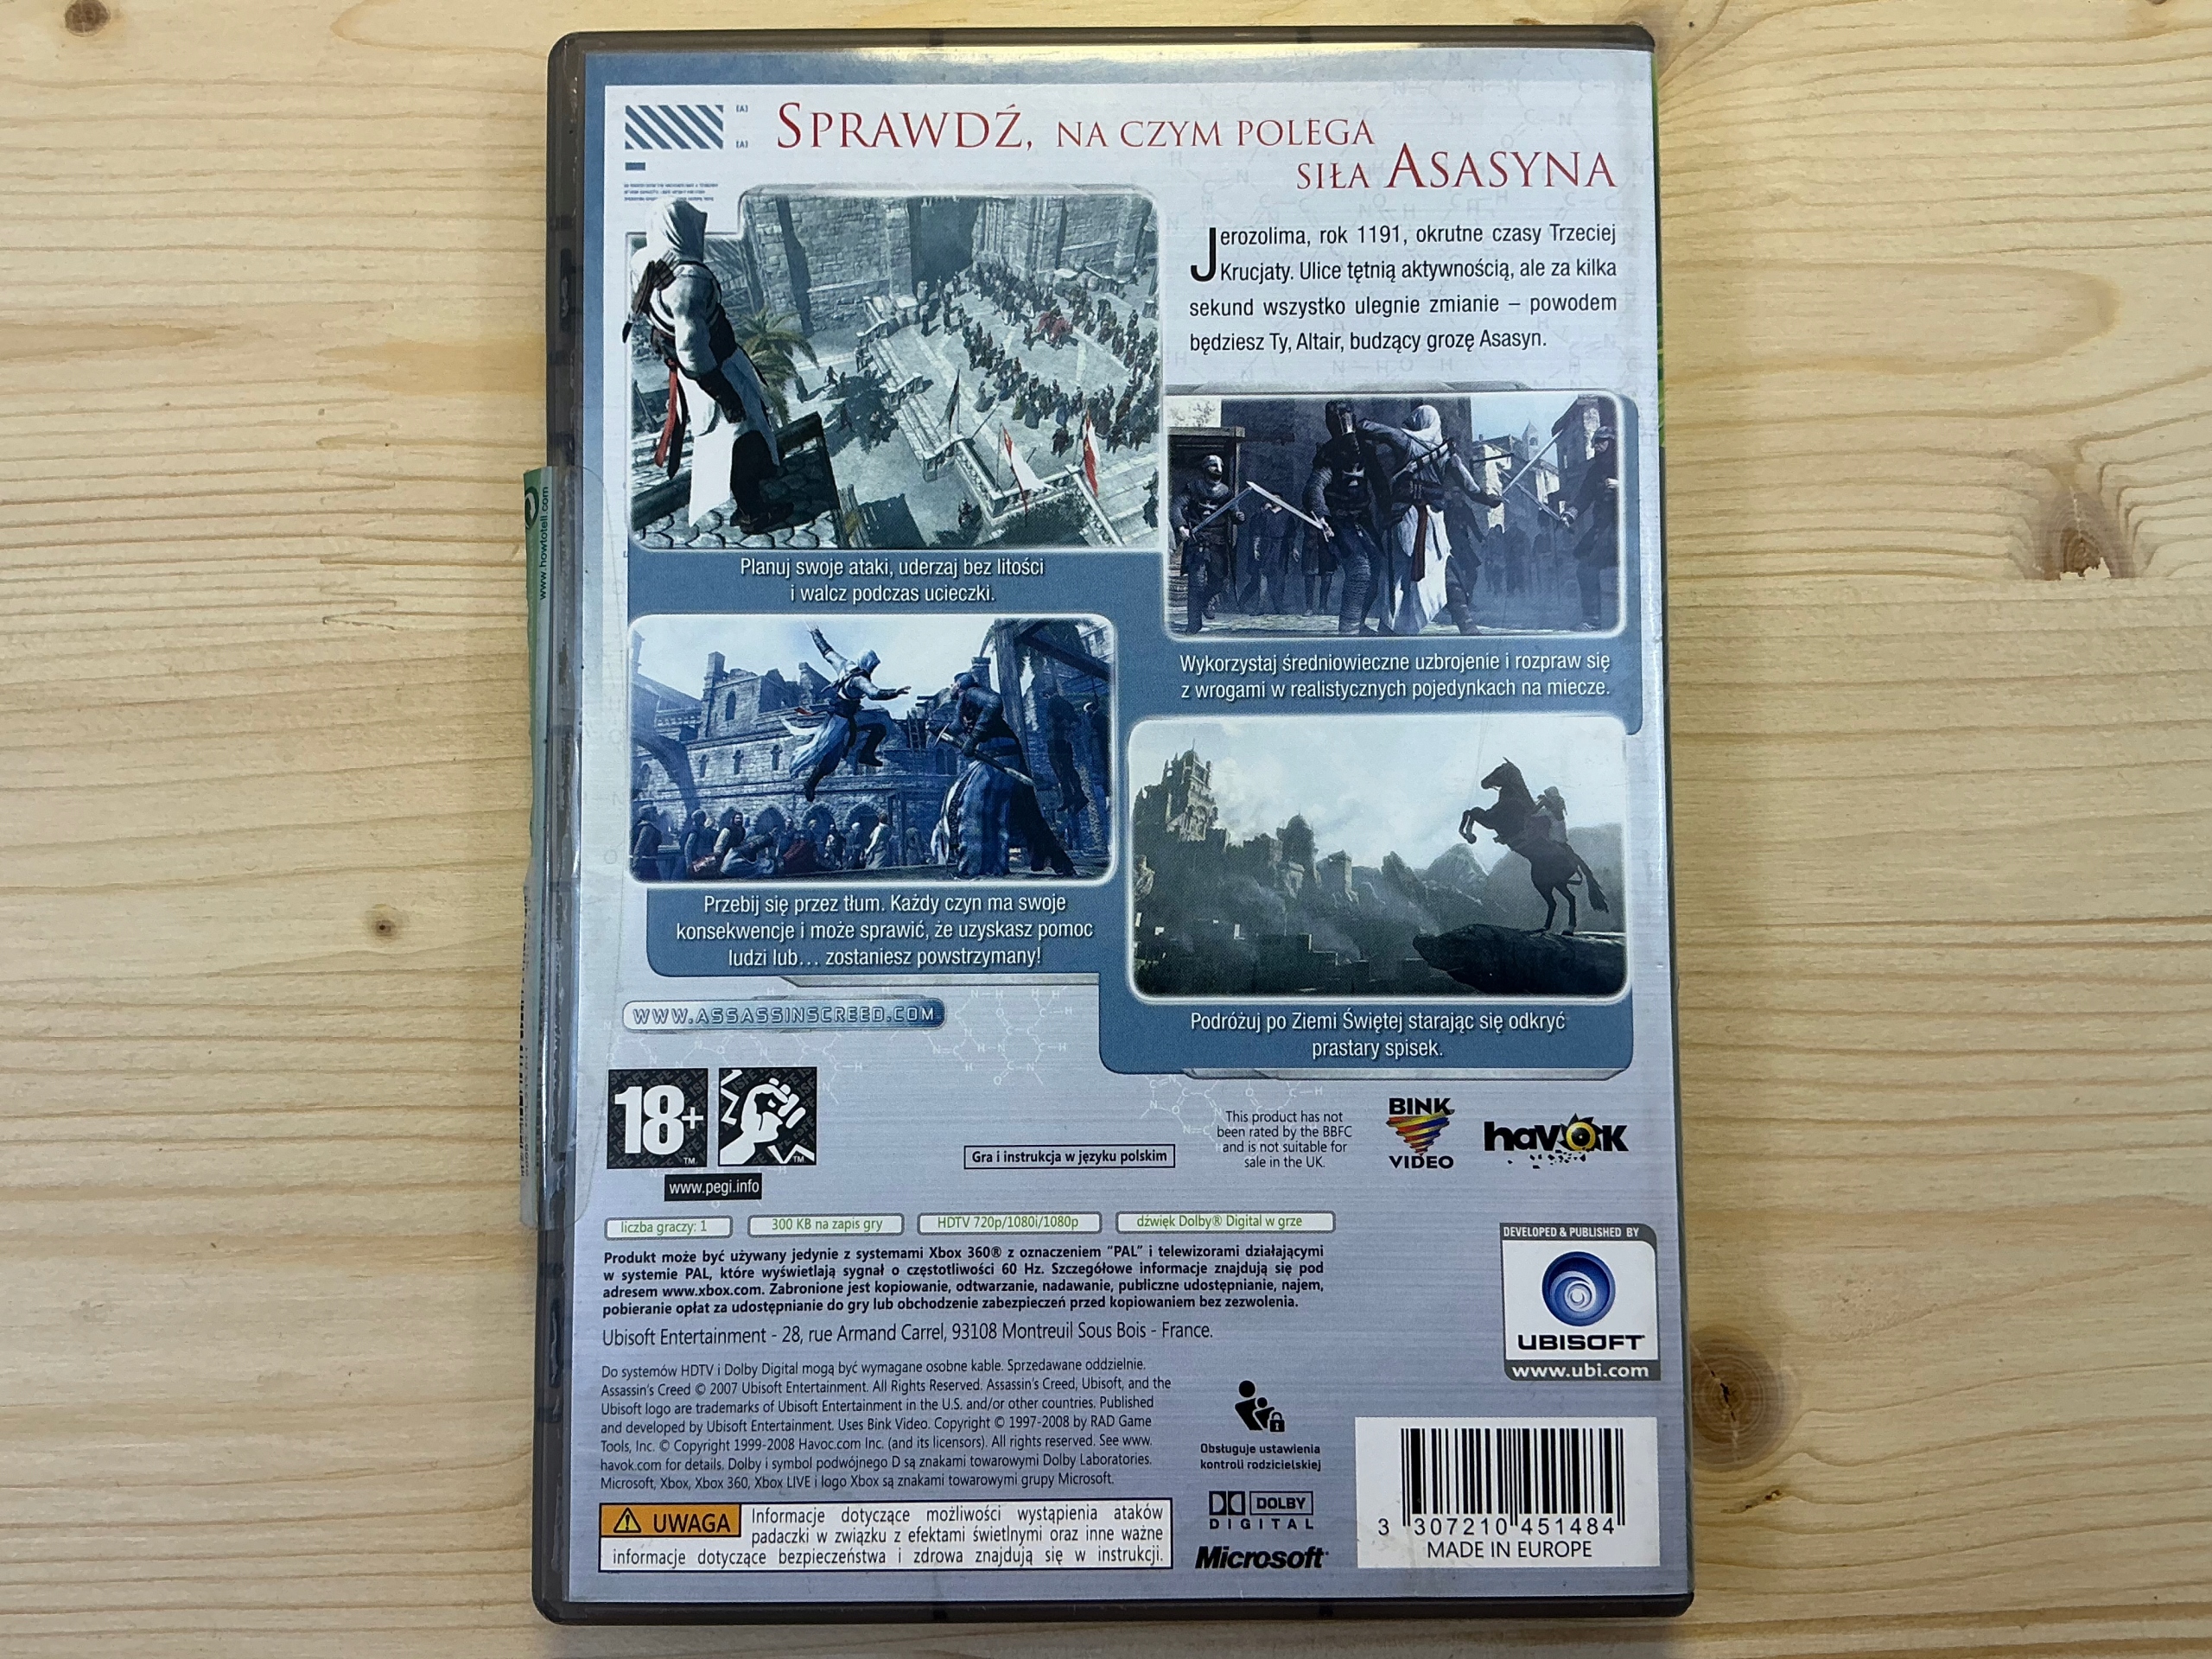 [A]
[A]
SPRAWDŹ, NA CZYM POLEGA
SIŁA ASASYNA
Jerozolima, rok 1191, okrutne czasy Trzeciej
Krucjaty. Ulice tętnią aktywnością, ale za kilka
sekund wszystko ulegnie zmianie – powodem
będziesz Ty, Altair, budzący grozę Asasyn.
Planuj swoje ataki, uderzaj bez litości
i walcz podczas ucieczki.
Wykorzystaj średniowieczne uzbrojenie i rozpraw się
z wrogami w realistycznych pojedynkach na miecze.
Przebij się przez tłum. Każdy czyn ma swoje
konsekwencje i może sprawić, że uzyskasz pomoc
ludzi lub... zostaniesz powstrzymany!
Podróżuj po Ziemi Świętej starając się odkryć
prastary spisek.
WWW.ASSASSINSCREED.COM
www.howtotell.com
18+
TM
TM
www.pegi.info
Gra i instrukcja w języku polskim
This product has not
been rated by the BBFC
and is not suitable for
sale in the UK.
BINK
VIDEO
havok
liczba graczy: 1
300 KB na zapis gry
HDTV 720p/1080i/1080p
dźwięk Dolby® Digital w grze
Produkt może być używany jedynie z systemami Xbox 360® z oznaczeniem "PAL" i telewizorami działającymi
w systemie PAL, które wyświetlają sygnał o częstotliwości 60 Hz. Szczegółowe informacje znajdują się pod
adresem www.xbox.com. Zabronione jest kopiowanie, odtwarzanie, nadawanie, publiczne udostępnianie, najem,
pobieranie opłat za udostępnianie do gry lub obchodzenie zabezpieczeń przed kopiowaniem bez zezwolenia.
Ubisoft Entertainment - 28, rue Armand Carrel, 93108 Montreuil Sous Bois - France.
Do systemów HDTV i Dolby Digital mogą być wymagane osobne kable. Sprzedawane oddzielnie.
Assassin's Creed © 2007 Ubisoft Entertainment. All Rights Reserved. Assassin's Creed, Ubisoft, and the
Ubisoft logo are trademarks of Ubisoft Entertainment in the U.S. and/or other countries. Published
and developed by Ubisoft Entertainment. Uses Bink Video. Copyright © 1997-2008 by RAD Game
Tools, Inc. © Copyright 1999-2008 Havoc.com Inc. (and its licensors). All rights reserved. See www.
havok.com for details. Dolby i symbol podwójnego D są znakami towarowymi Dolby Laboratories.
Microsoft, Xbox, Xbox 360, Xbox LIVE i logo Xbox są znakami towarowymi grupy Microsoft.
UWAGA
Informacje dotyczące możliwości wystąpienia ataków
padaczki w związku z efektami świetlnymi oraz inne ważne
informacje dotyczące bezpieczeństwa i zdrowa znajdują się w instrukcji.
DEVELOPED & PUBLISHED BY
UBISOFT
www.ubi.com
Obsługuje ustawienia
kontroli rodzicielskiej
DOLBY
DIGITAL
Microsoft
3 307210 451484
MADE IN EUROPE